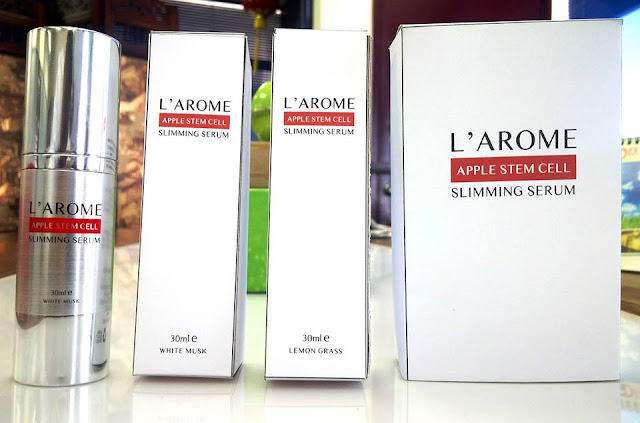 L'AROME
APPLE STEM CELL
SLIMMING SERUM
30ml e
WHITE MUSK
L'AROME
APPLE STEM CELL
SLIMMING SERUM
30ml e
WHITE MUSK
L'AROME
APPLE STEM CELL
SLIMMING SERUM
30ml e
LEMON GRASS
L'AROME
APPLE STEM CELL
SLIMMING SERUM